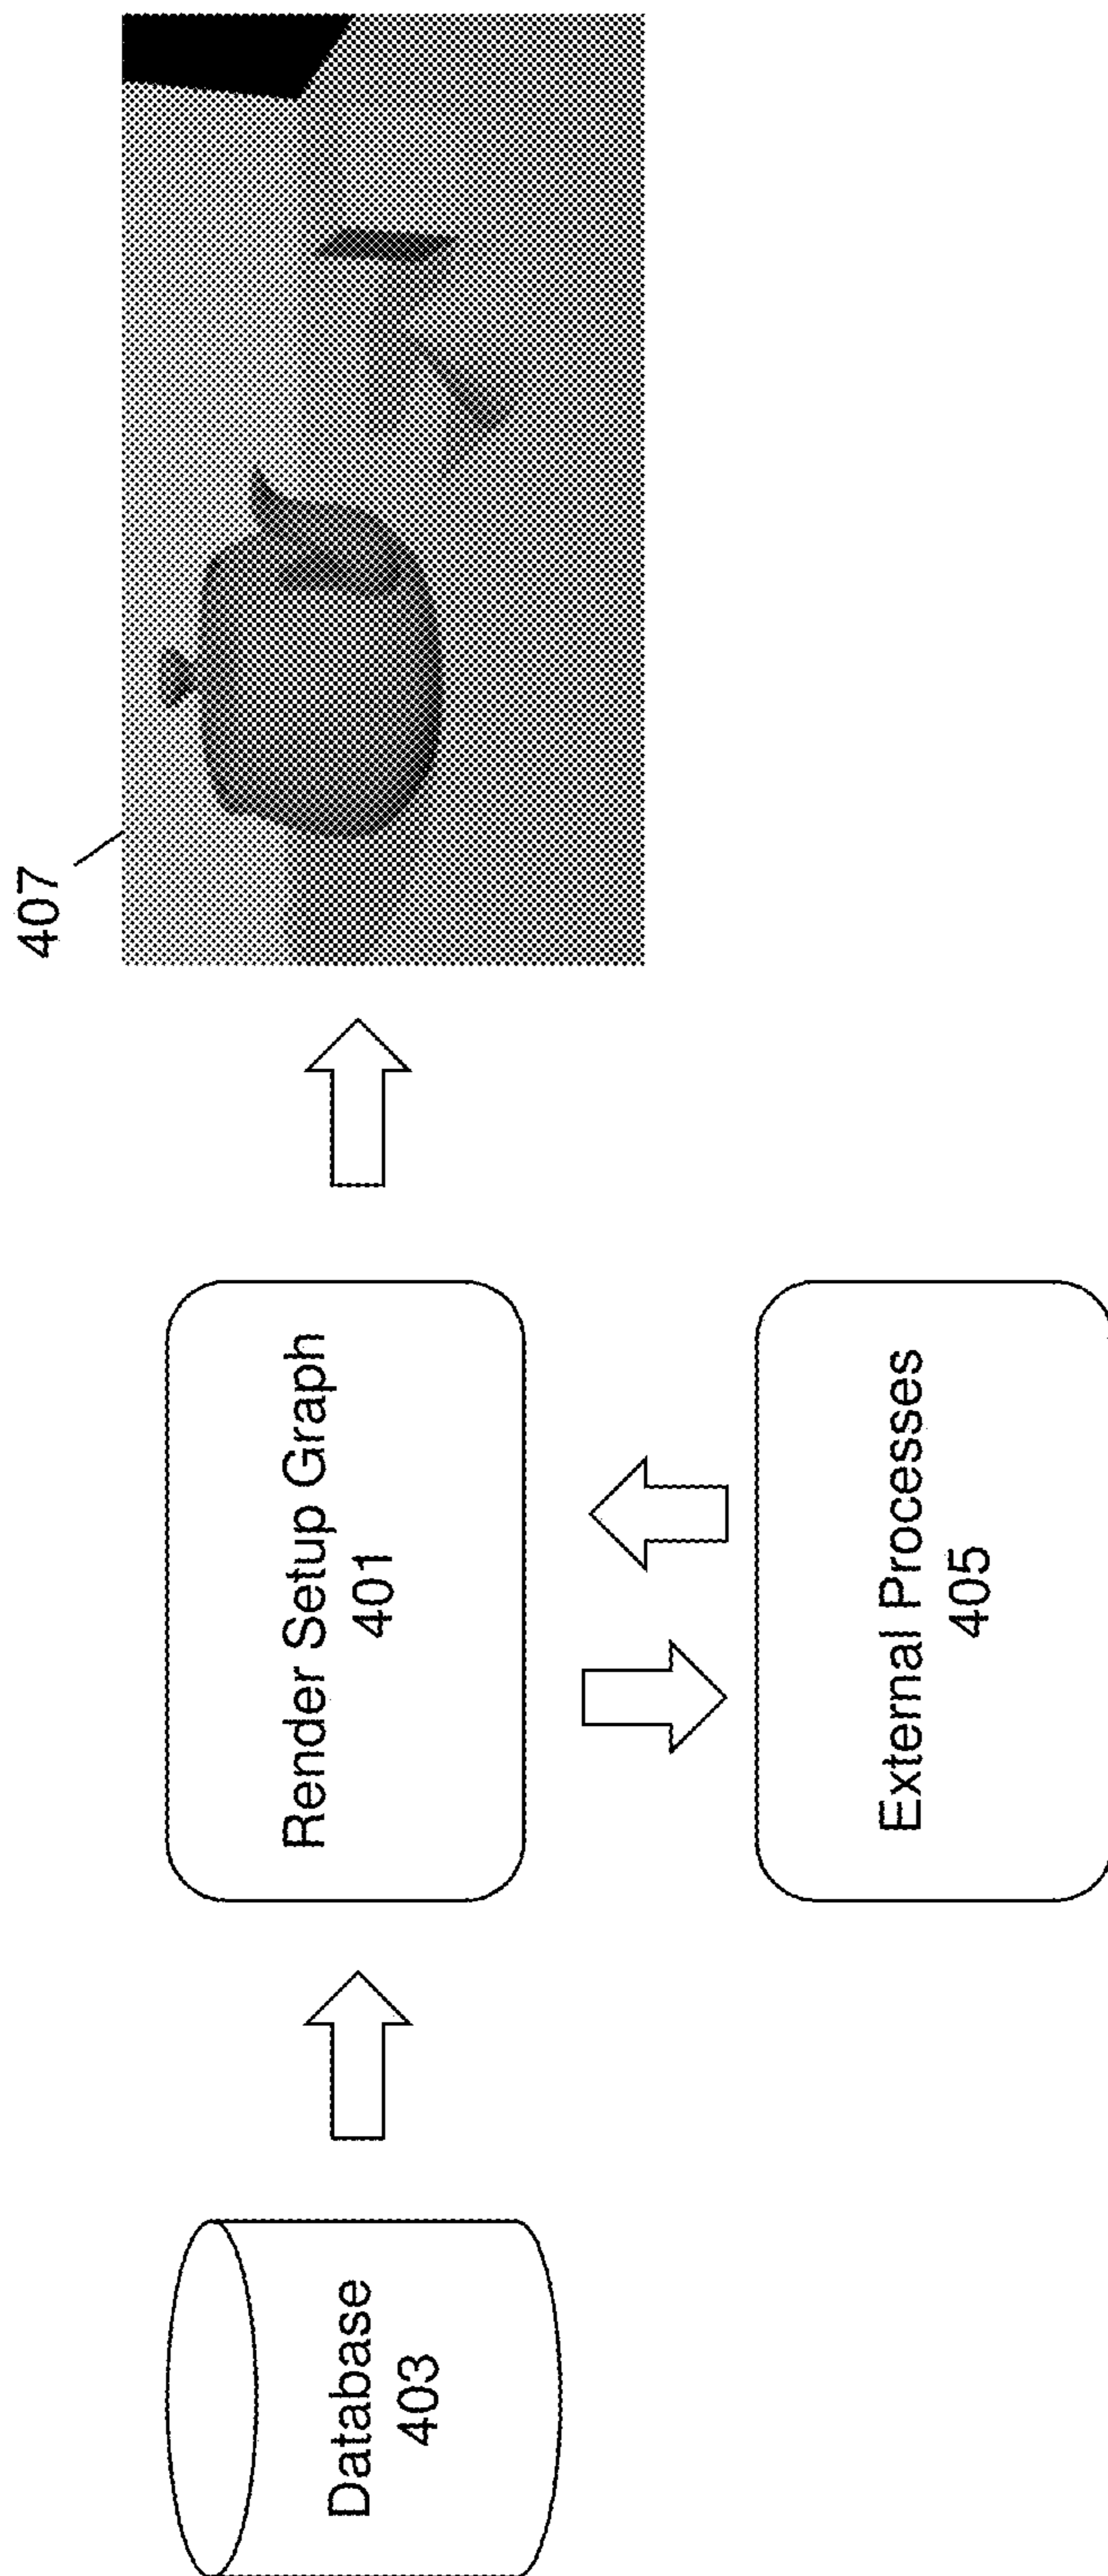 Database
403
Render Setup Graph
401
External Processes
405
407